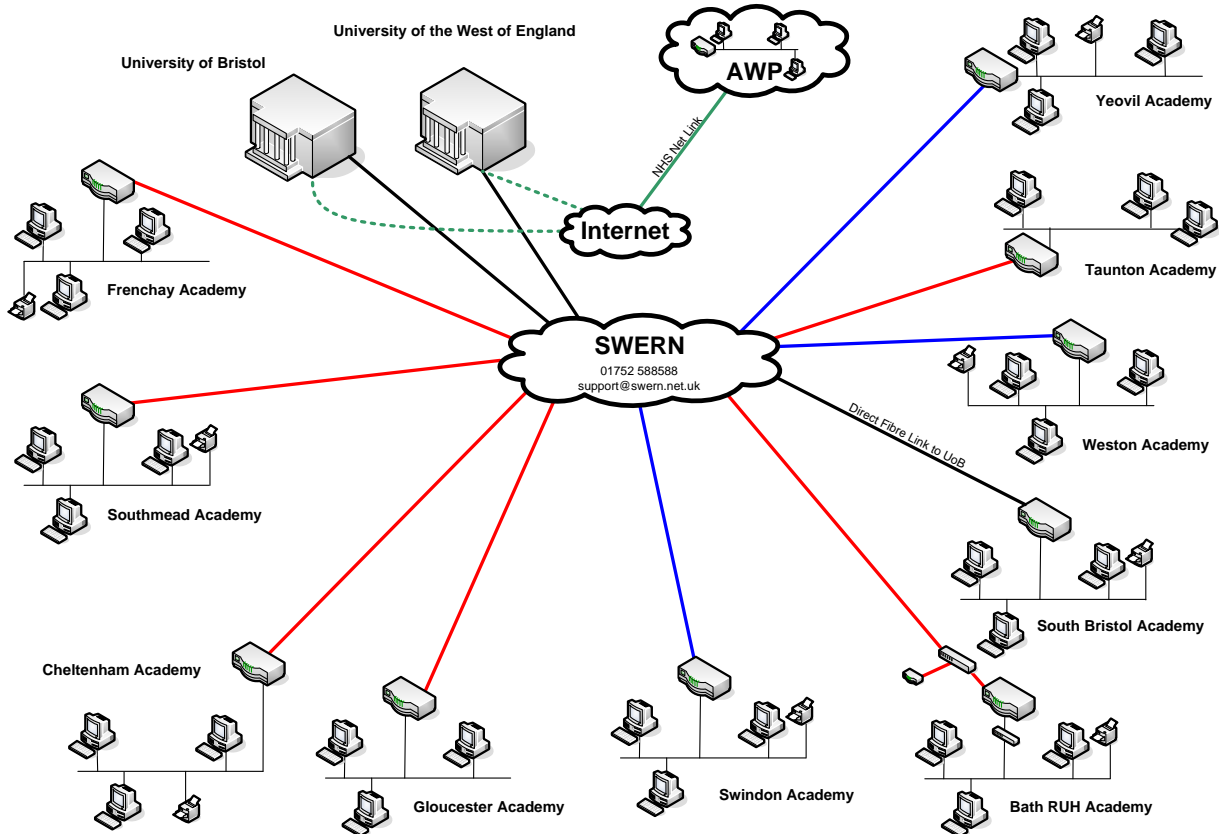 University of the West of England
University of Bristol
AWP
Yeovil Academy
NHS Net Link
Internet
Taunton Academy
Frenchay Academy
SWERN
01752 588588
support@swern.net.uk
Weston Academy
Direct Fibre Link to UoB
Southmead Academy
South Bristol Academy
Cheltenham Academy
Gloucester Academy
Swindon Academy
Bath RUH Academy